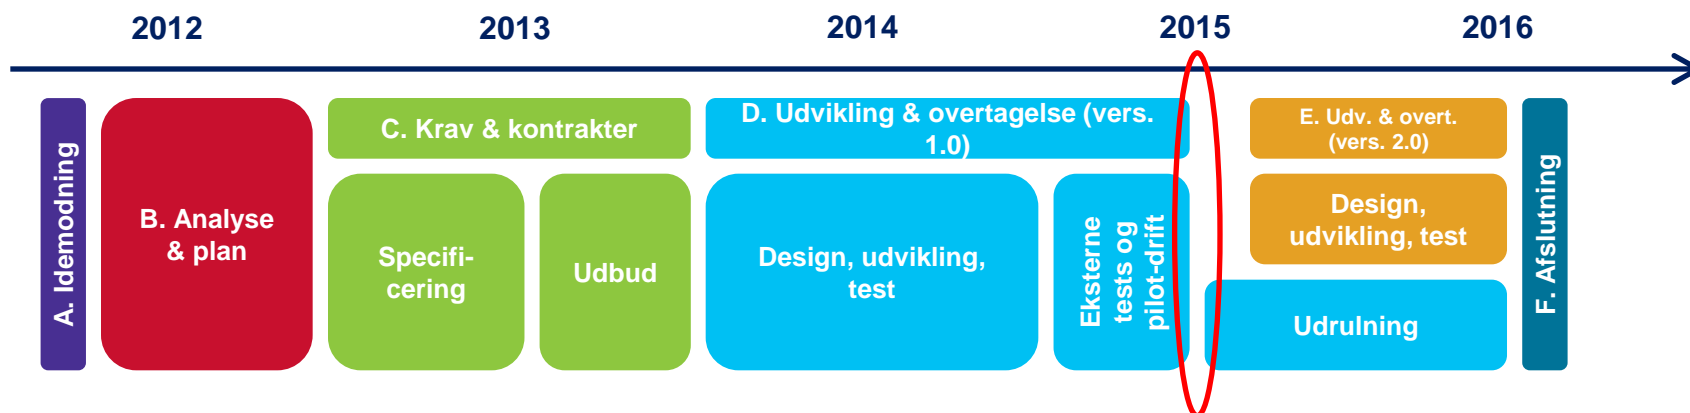 2012
2013
2014
2015
2016
A. Idemodning
B. Analyse
& plan
C. Krav & kontrakter
Specifi-
cering
Udbud
D. Udvikling & overtagelse (vers.
1.0)
Design, udvikling,
test
Eksterne
tests og
pilot-drift
E. Udv. & overt.
(vers. 2.0)
Design,
udvikling, test
Udrulning
F. Afslutning